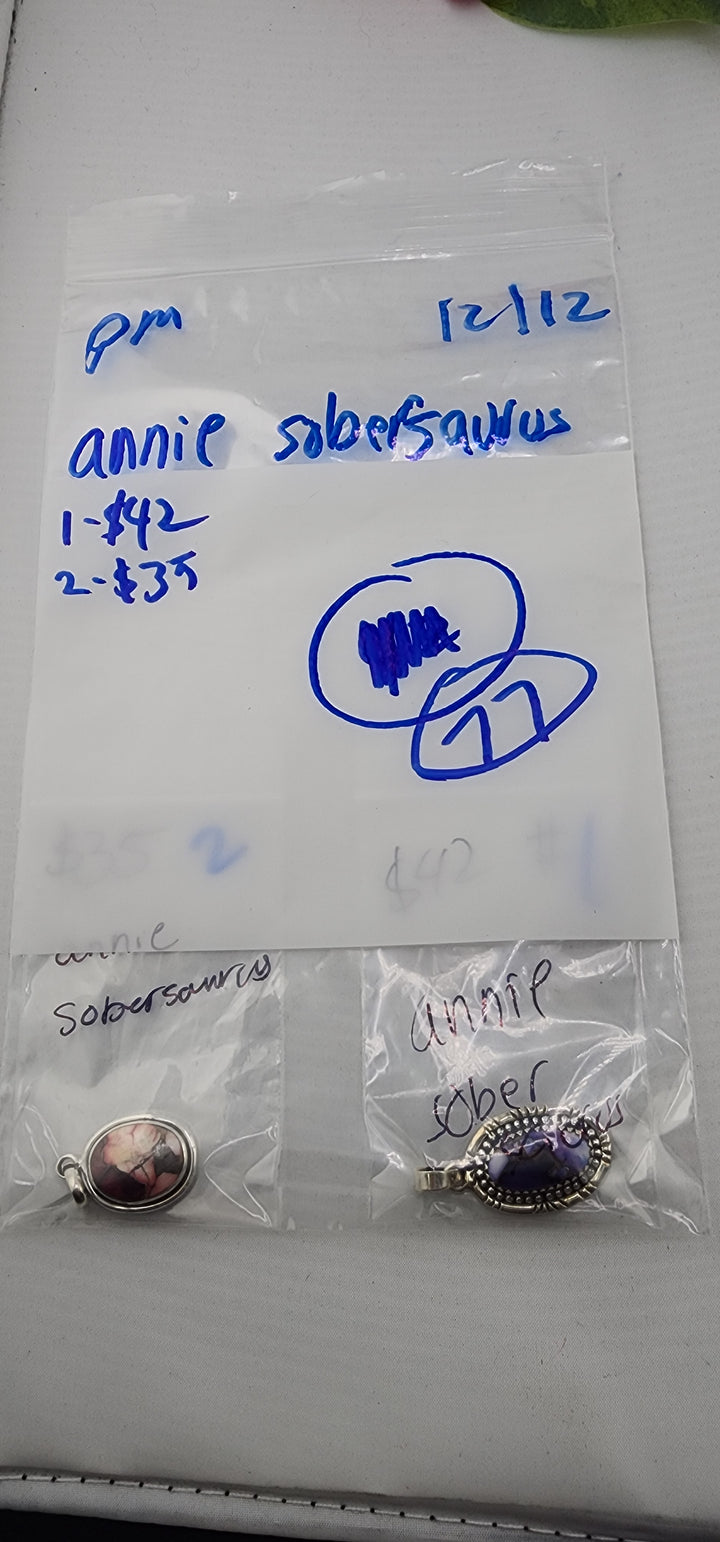 pm 12/12
annie sobersaurus
1-$42
2-$35
77
$35 2
$42 #1
annie
sobersaurus
annie
sober